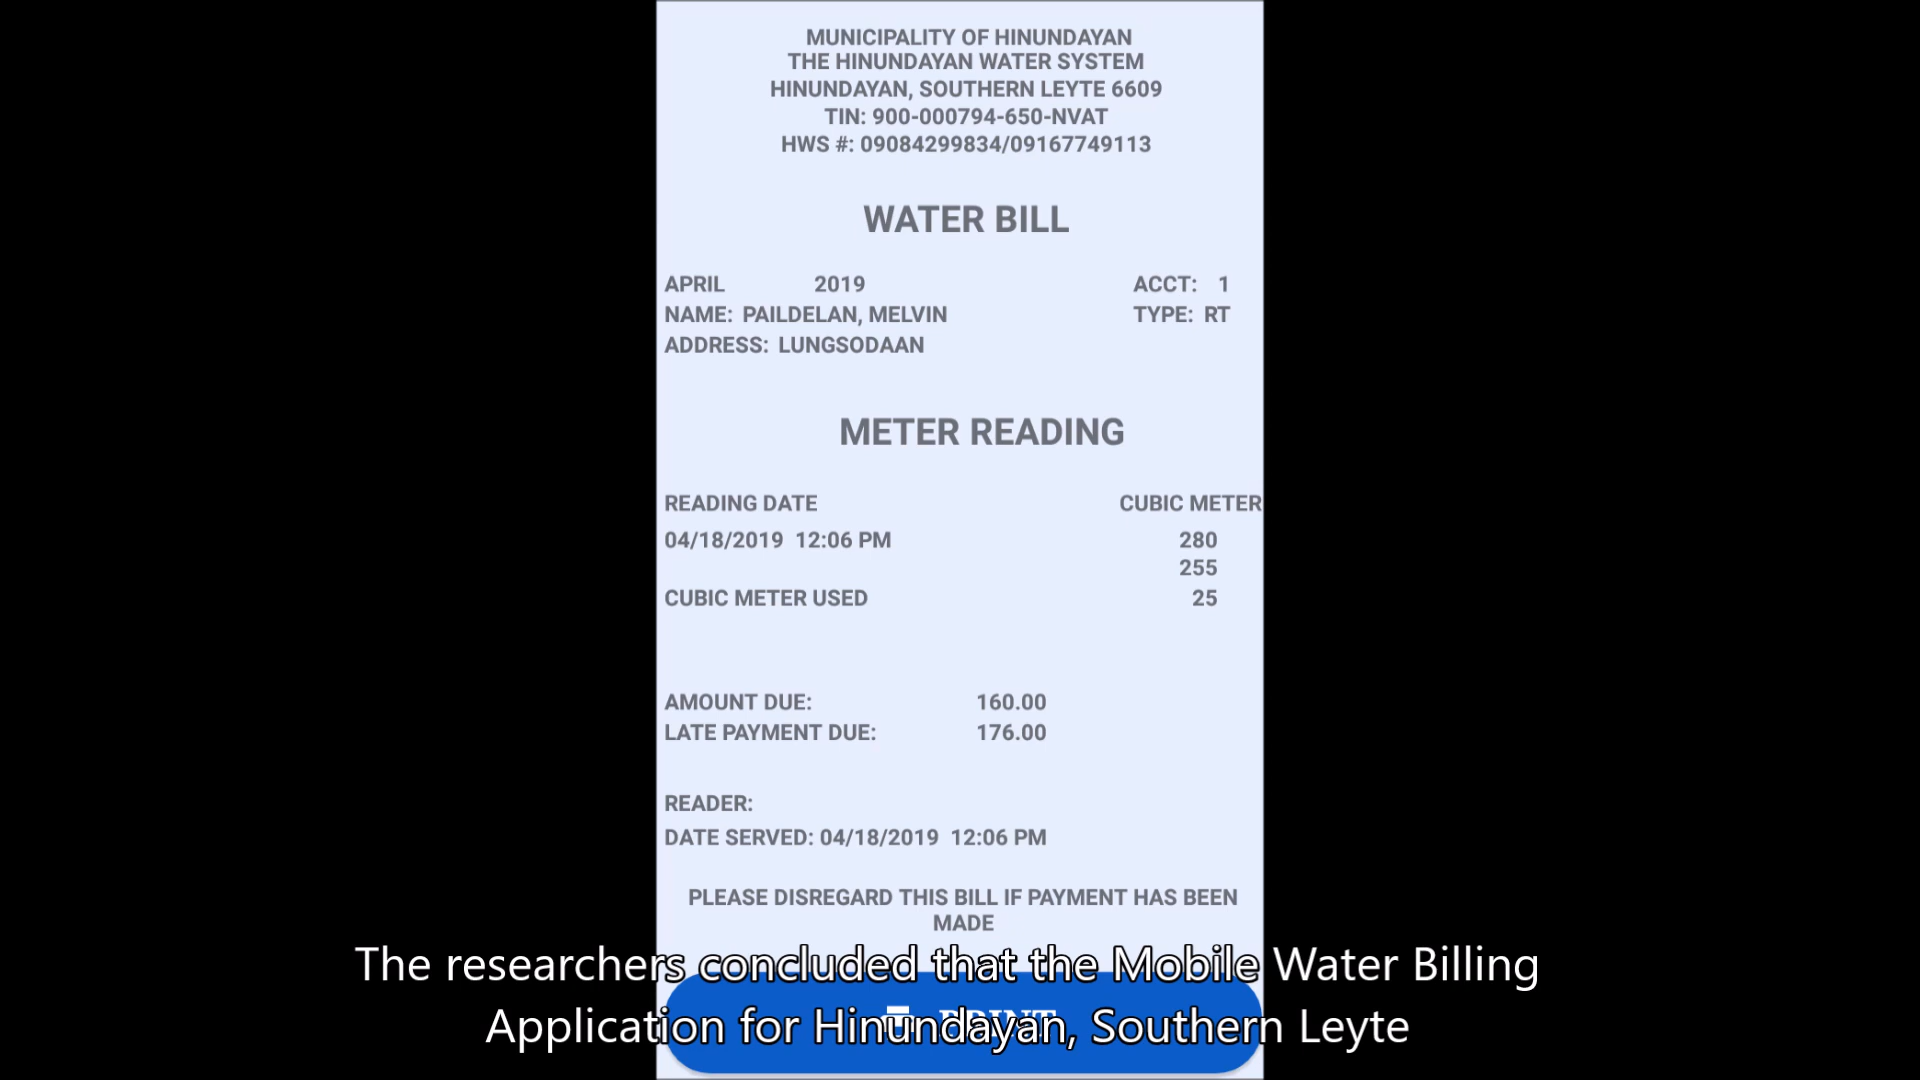 MUNICIPALITY OF HINUNDAYAN
THE HINUNDAYAN WATER SYSTEM
HINUNDAYAN, SOUTHERN LEYTE 6609
TIN: 900-000794-650-NVAT
HWS #: 09084299834/09167749113
WATER BILL
APRIL 2019 ACCT: 1
NAME: PAILDELAN, MELVIN TYPE: RT
ADDRESS: LUNGSODAAN
METER READING
READING DATE CUBIC METER
04/18/2019 12:06 PM 280
255
CUBIC METER USED 25
AMOUNT DUE: 160.00
LATE PAYMENT DUE: 176.00
READER:
DATE SERVED: 04/18/2019 12:06 PM
PLEASE DISREGARD THIS BILL IF PAYMENT HAS BEEN
MADE
The researchers concluded that the Mobile Water Billing
Application for Hinundayan, Southern Leyte
PRINT